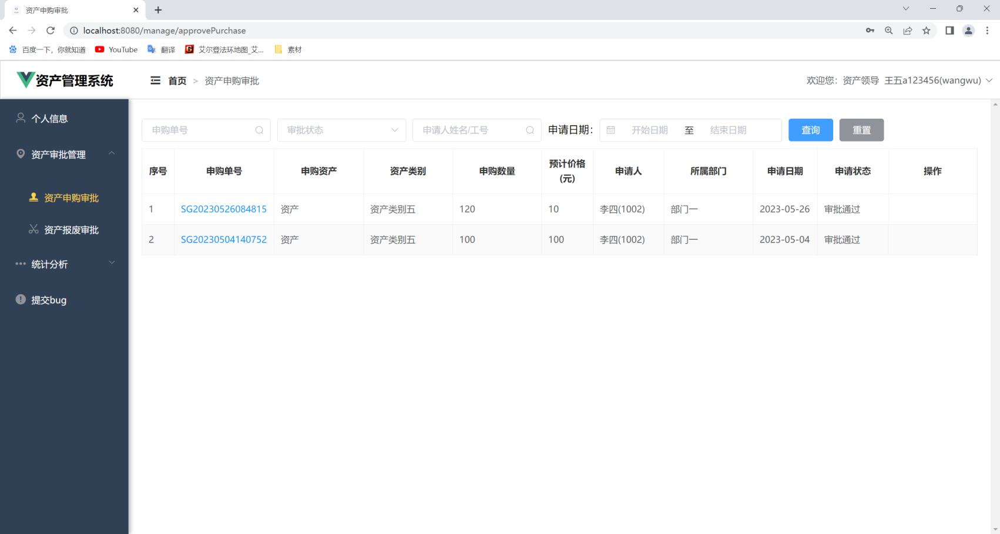 资产申购审批
localhost:8080/manage/approvePurchase
百度一下，你就知道 YouTube 翻译 艾尔登法环地图_艾... 素材
资产管理系统 首页 > 资产申购审批 欢迎您：资产领导 王五a123456(wangwu)
个人信息
资产审批管理
资产申购审批
资产报废审批
统计分析
提交bug
申购单号 审批状态 申请人姓名/工号 申请日期： 开始日期 至 结束日期 查询 重置
序号 申购单号 申购资产 资产类别 申购数量 预计价格(元) 申请人 所属部门 申请日期 申请状态 操作
1 SG20230526084815 资产 资产类别五 120 10 李四(1002) 部门一 2023-05-26 审批通过
2 SG20230504140752 资产 资产类别五 100 100 李四(1002) 部门一 2023-05-04 审批通过